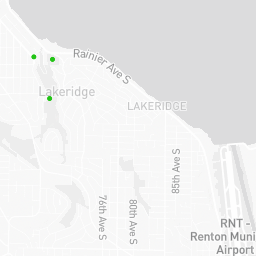 Rainier Ave S
Lakeridge
LAKERIDGE
76th Ave S
80th Ave S
85th Ave S
RNT -
Renton Muni
Airport